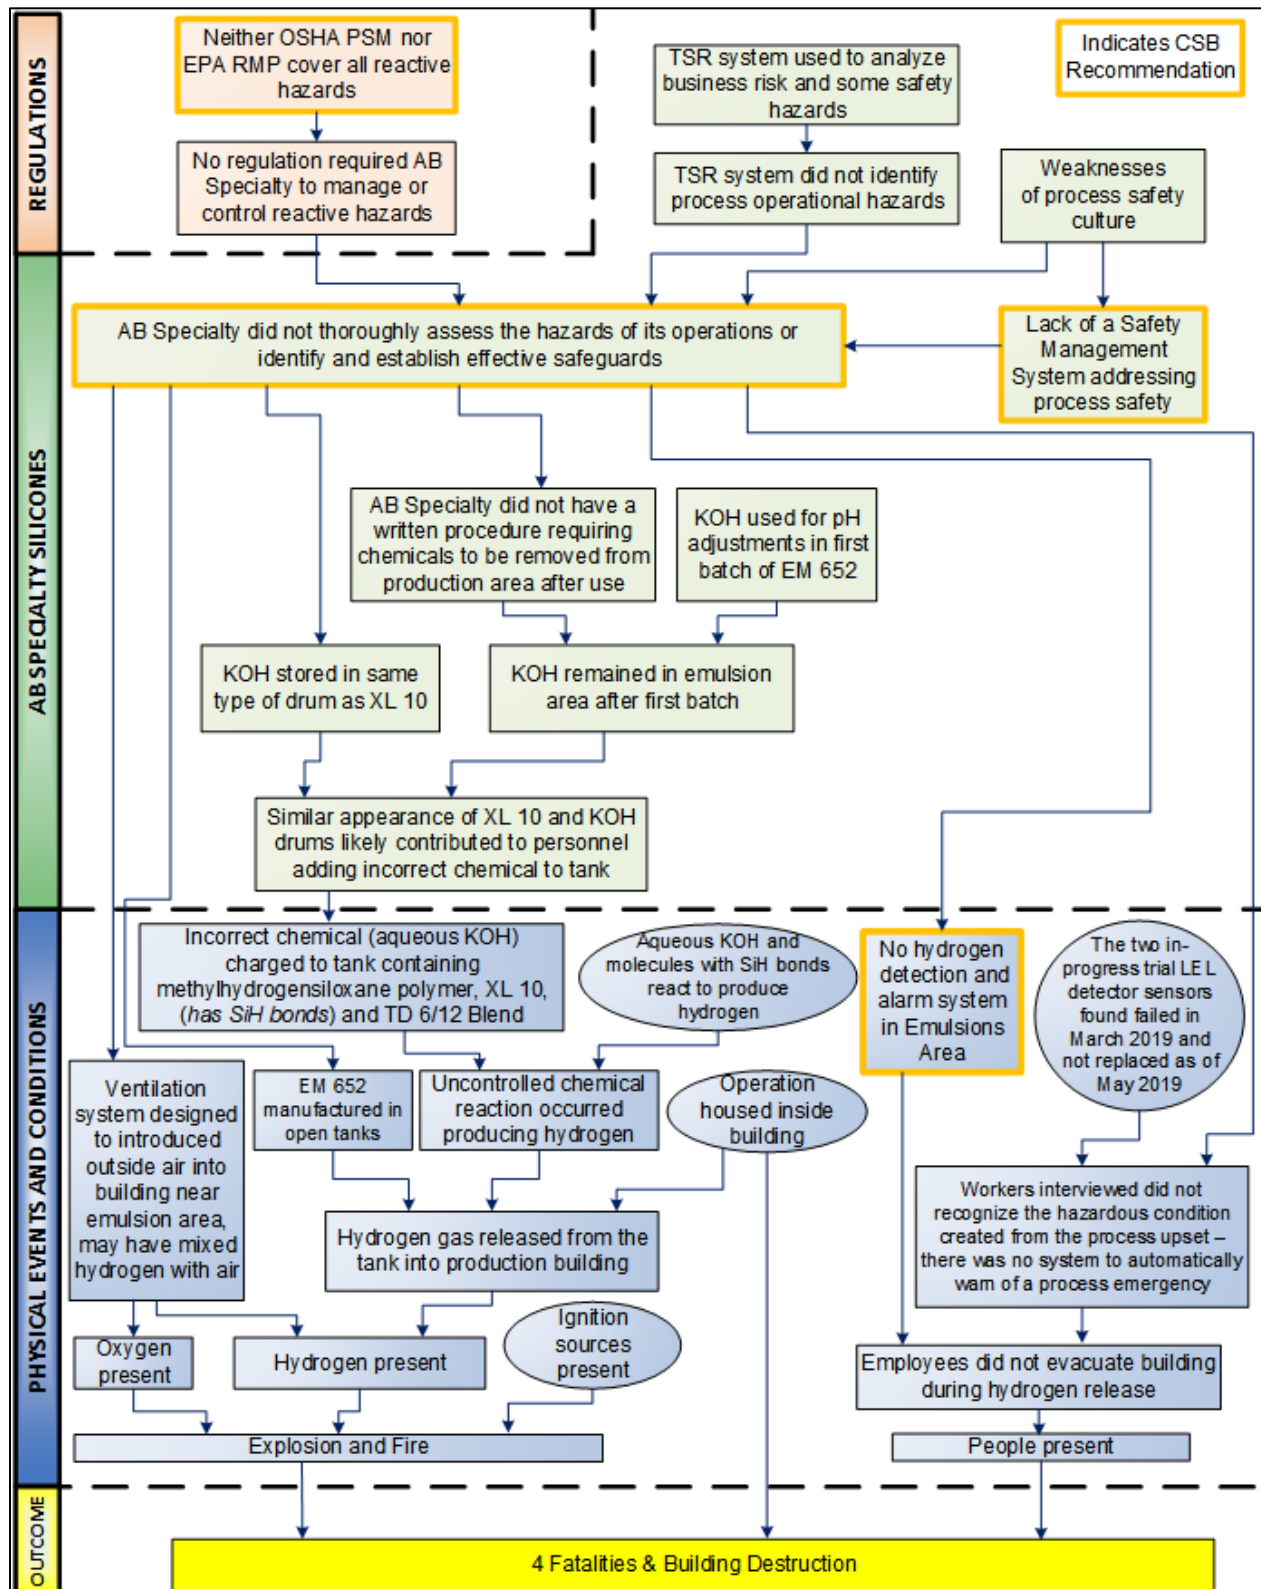 REGULATIONS
Neither OSHA PSM nor
EPA RMP cover all reactive
hazards
TSR system used to analyze
business risk and some safety
hazards
Indicates CSB
Recommendation
No regulation required AB
Specialty to manage or
control reactive hazards
TSR system did not identify
process operational hazards
Weaknesses
of process safety
culture
AB SPECIALTY SILICONES
AB Specialty did not thoroughly assess the hazards of its operations or
identify and establish effective safeguards
Lack of a Safety
Management
System addressing
process safety
AB Specialty did not have a
written procedure requiring
chemicals to be removed from
production area after use
KOH used for pH
adjustments in first
batch of EM 652
KOH stored in same
type of drum as XL 10
KOH remained in emulsion
area after first batch
Similar appearance of XL 10 and KOH
drums likely contributed to personnel
adding incorrect chemical to tank
PHYSICAL EVENTS AND CONDITIONS
Incorrect chemical (aqueous KOH)
charged to tank containing
methylhydrogensiloxane polymer, XL 10,
(has SiH bonds) and TD 6/12 Blend
Aqueous KOH and
molecules with SiH bonds
react to produce
hydrogen
No hydrogen
detection and
alarm system
in Emulsions
Area
The two in-
progress trial LEL
detector sensors
found failed in
March 2019 and
not replaced as of
May 2019
Ventilation
system designed
to introduced
outside air into
building near
emulsion area,
may have mixed
hydrogen with air
EM 652
manufactured in
open tanks
Uncontrolled chemical
reaction occurred
producing hydrogen
Operation
housed inside
building
Workers interviewed did not
recognize the hazardous condition
created from the process upset –
there was no system to automatically
warn of a process emergency
Hydrogen gas released from the
tank into production building
Oxygen
present
Hydrogen present
Ignition
sources
present
Employees did not evacuate building
during hydrogen release
Explosion and Fire
People present
OUTCOME
4 Fatalities & Building Destruction